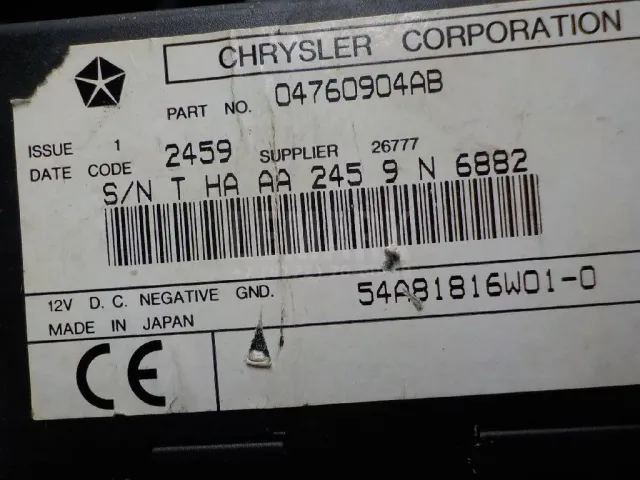 CHRYSLER CORPORATION
PART NO. 04760904AB
ISSUE 1
DATE CODE 2459 SUPPLIER 26777
S/N T HA AA 245 9 N 6882
12V D.C. NEGATIVE GND. 54A81816W01-0
MADE IN JAPAN
CE